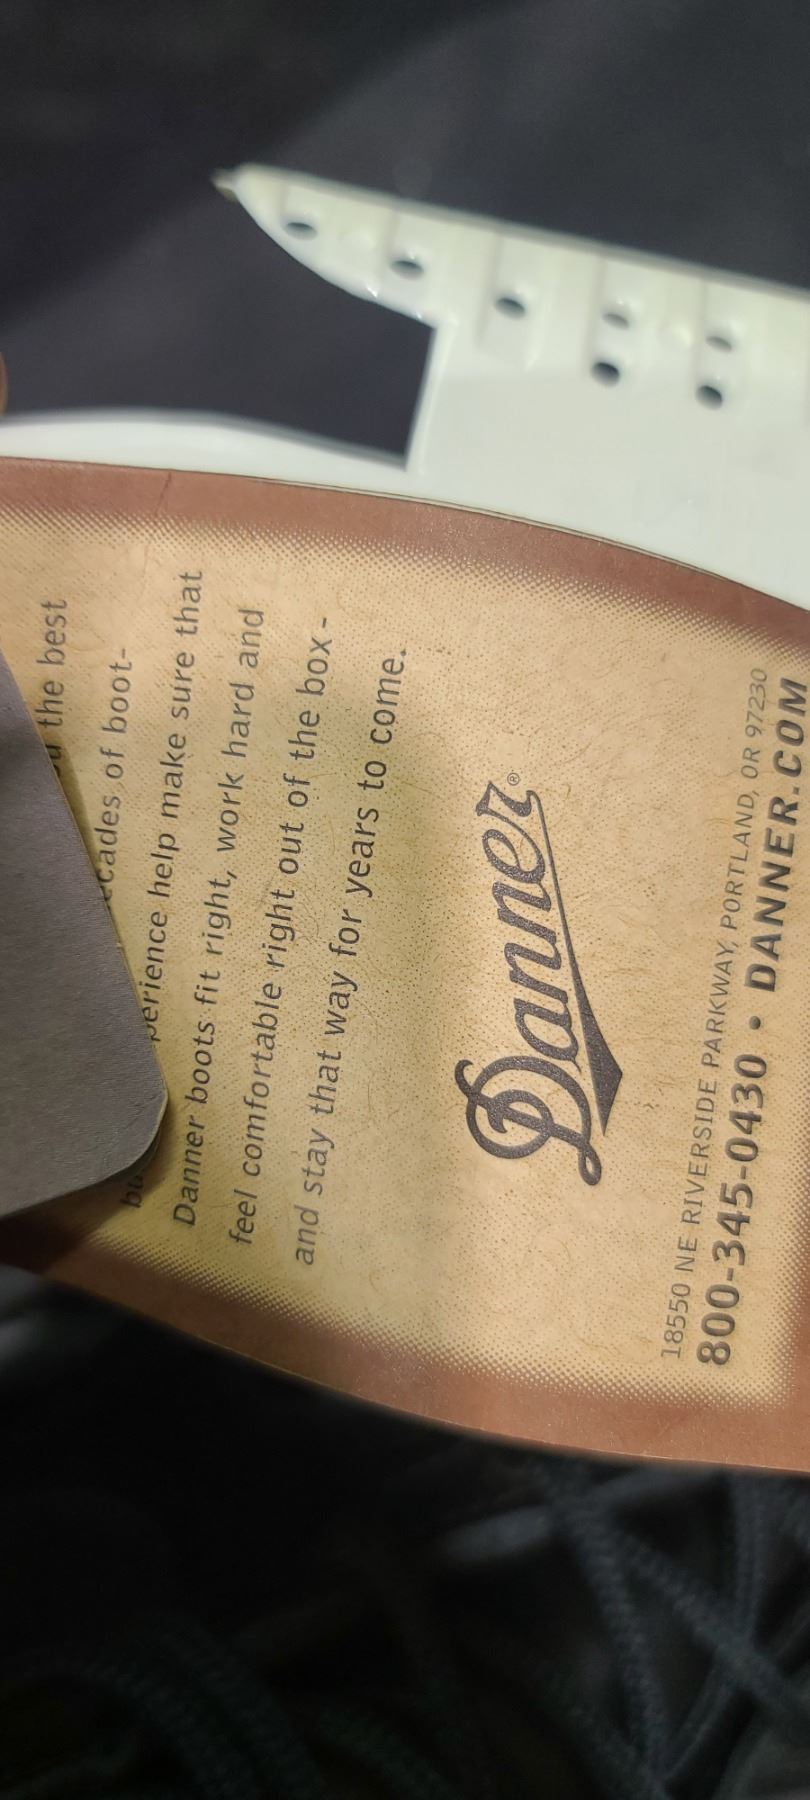 the best
of boot-
help make sure that
Danner boots fit right, work hard and
feel comfortable right out of the box -
and stay that way for years to come.
Danner®
18550 NE RIVERSIDE PARKWAY, PORTLAND, OR 97230
800-345-0430 • DANNER.COM